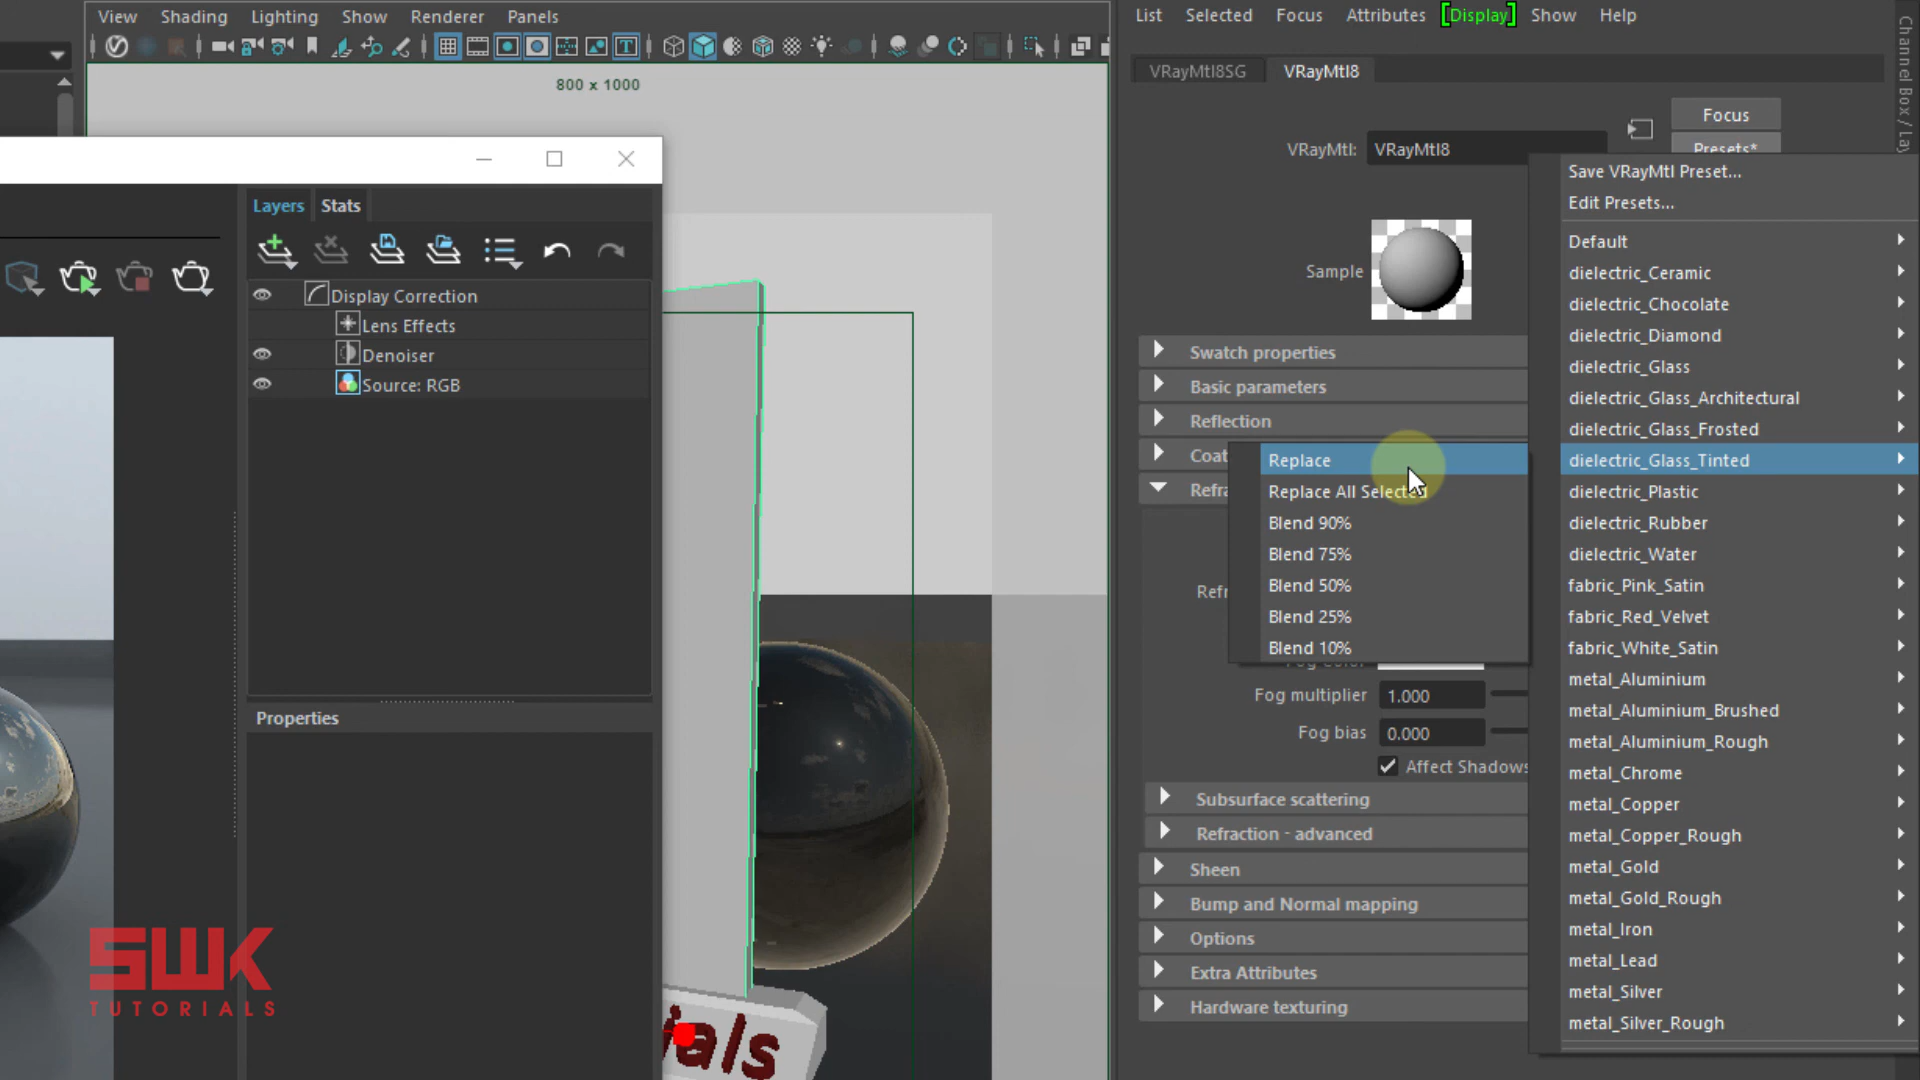 View Shading Lighting Show Renderer Panels
List Selected Focus Attributes [Display] Show Help
VRayMtl8SG VRayMtl8
800 x 1000
Focus
VRayMtl: VRayMtl8
Presets*
Save VRayMtl Preset...
Edit Presets...
Layers Stats
Default
Sample
dielectric_Ceramic
dielectric_Chocolate
dielectric_Diamond
dielectric_Glass
dielectric_Glass_Architectural
dielectric_Glass_Frosted
dielectric_Glass_Tinted
dielectric_Plastic
dielectric_Rubber
dielectric_Water
fabric_Pink_Satin
fabric_Red_Velvet
fabric_White_Satin
metal_Aluminium
metal_Aluminium_Brushed
metal_Aluminium_Rough
metal_Chrome
metal_Copper
metal_Copper_Rough
metal_Gold
metal_Gold_Rough
metal_Iron
metal_Lead
metal_Silver
metal_Silver_Rough
Display Correction
Lens Effects
Denoiser
Source: RGB
Swatch properties
Basic parameters
Reflection
Coat
Refra
Replace
Replace All Selected
Blend 90%
Blend 75%
Blend 50%
Blend 25%
Blend 10%
Refr
Fog color
Fog multiplier 1.000
Fog bias 0.000
Affect Shadows
Subsurface scattering
Refraction - advanced
Sheen
Bump and Normal mapping
Options
Extra Attributes
Hardware texturing
Properties
SWK
TUTORIALS
ials
Channel Box / Lay